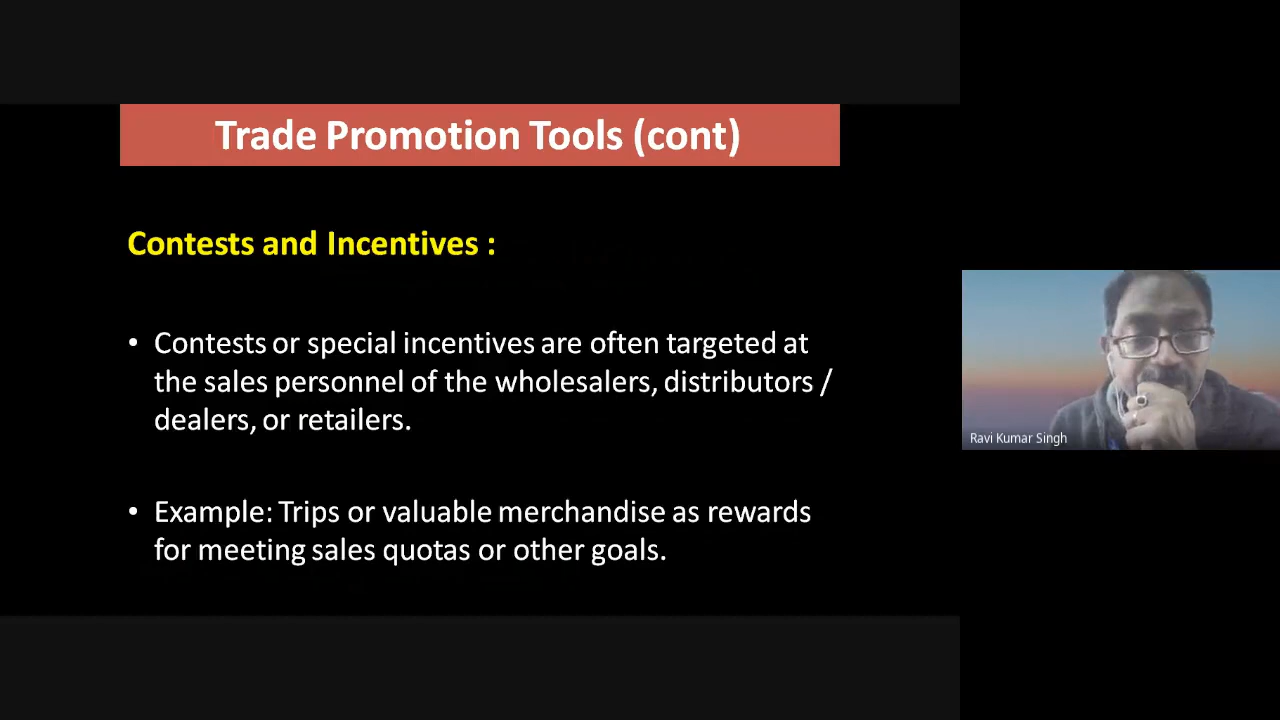 Trade Promotion Tools (cont)
Contests and Incentives :
• Contests or special incentives are often targeted at
the sales personnel of the wholesalers, distributors /
dealers, or retailers.
• Example: Trips or valuable merchandise as rewards
for meeting sales quotas or other goals.
Ravi Kumar Singh